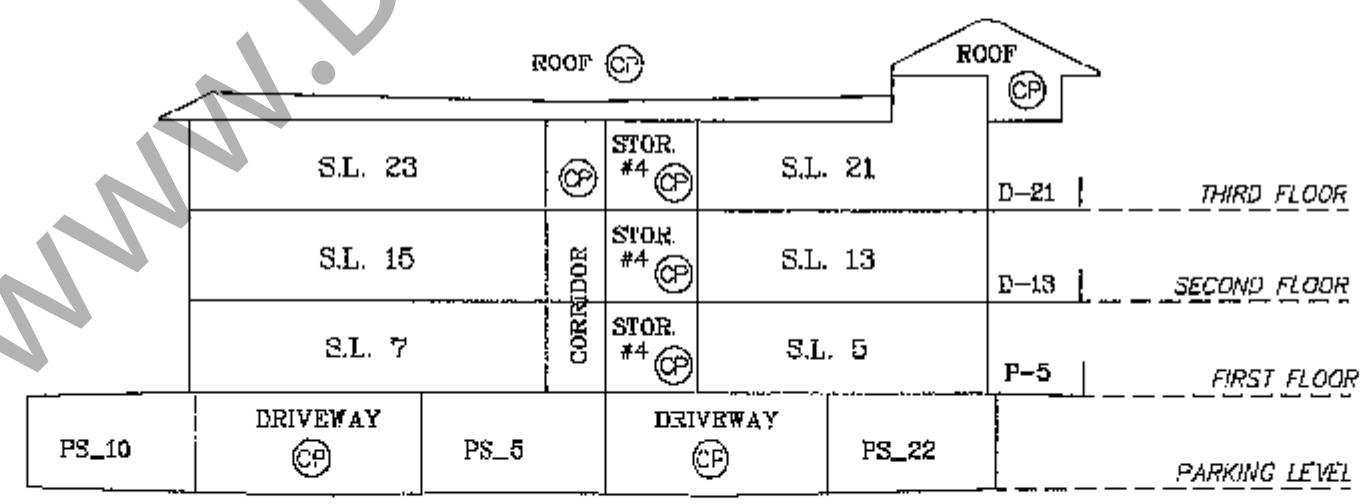 WWW.D
ROOF CP
ROOF
CP
S.L. 23
CP
STOR.
#4 CP
S.L. 21
D-21
THIRD FLOOR
S.L. 15
CORRIDOR
STOR.
#4 CP
S.L. 13
D-13
SECOND FLOOR
S.L. 7
STOR.
#4 CP
S.L. 5
P-5
FIRST FLOOR
PS_10
DRIVEWAY
CP
PS_5
DRIVEWAY
CP
PS_22
PARKING LEVEL